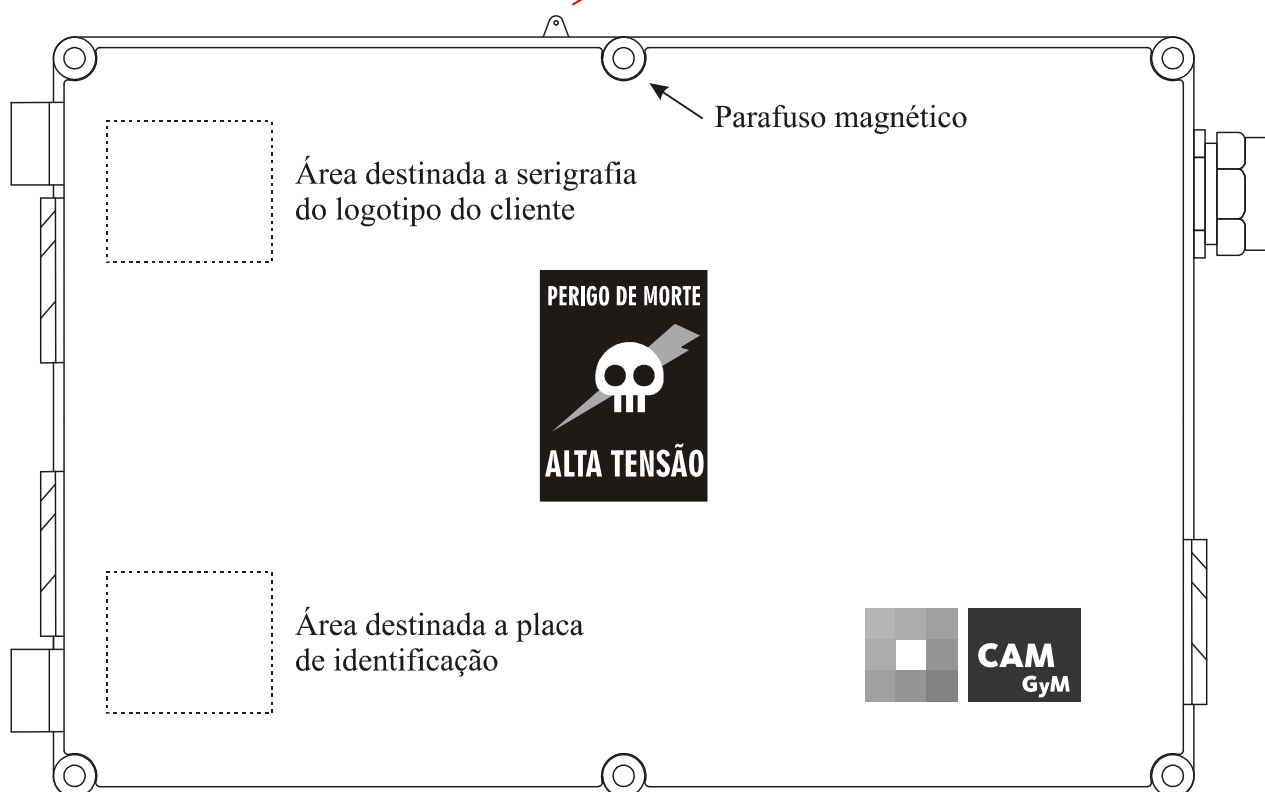 Parafuso magnético
Área destinada a serigrafia
do logotipo do cliente
PERIGO DE MORTE
ALTA TENSÃO
Área destinada a placa
de identificação
CAM
GyM